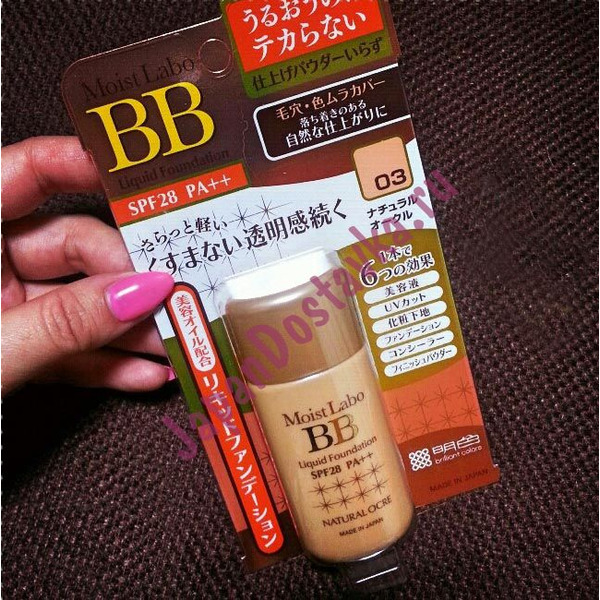 うるおうのに
テカらない
仕上げパウダーいらず
Moist Labo
BB
Liquid Foundation
SPF28 PA++
毛穴・色ムラカバー
落ち着きのある
自然な仕上がりに
03
ナチュラル
オークル
さらっと軽い
くすまない透明感続く
1本で
6つの効果
美容液
UVカット
化粧下地
ファンデーション
コンシーラー
フィニッシュパウダー
美容オイル配合
リキッドファンデーション
Moist Labo
BB
Liquid Foundation
SPF28 PA++
NATURAL OCRE
MADE IN JAPAN
明色
brilliant colors
MADE IN JAPAN
JapanDostavka.ru